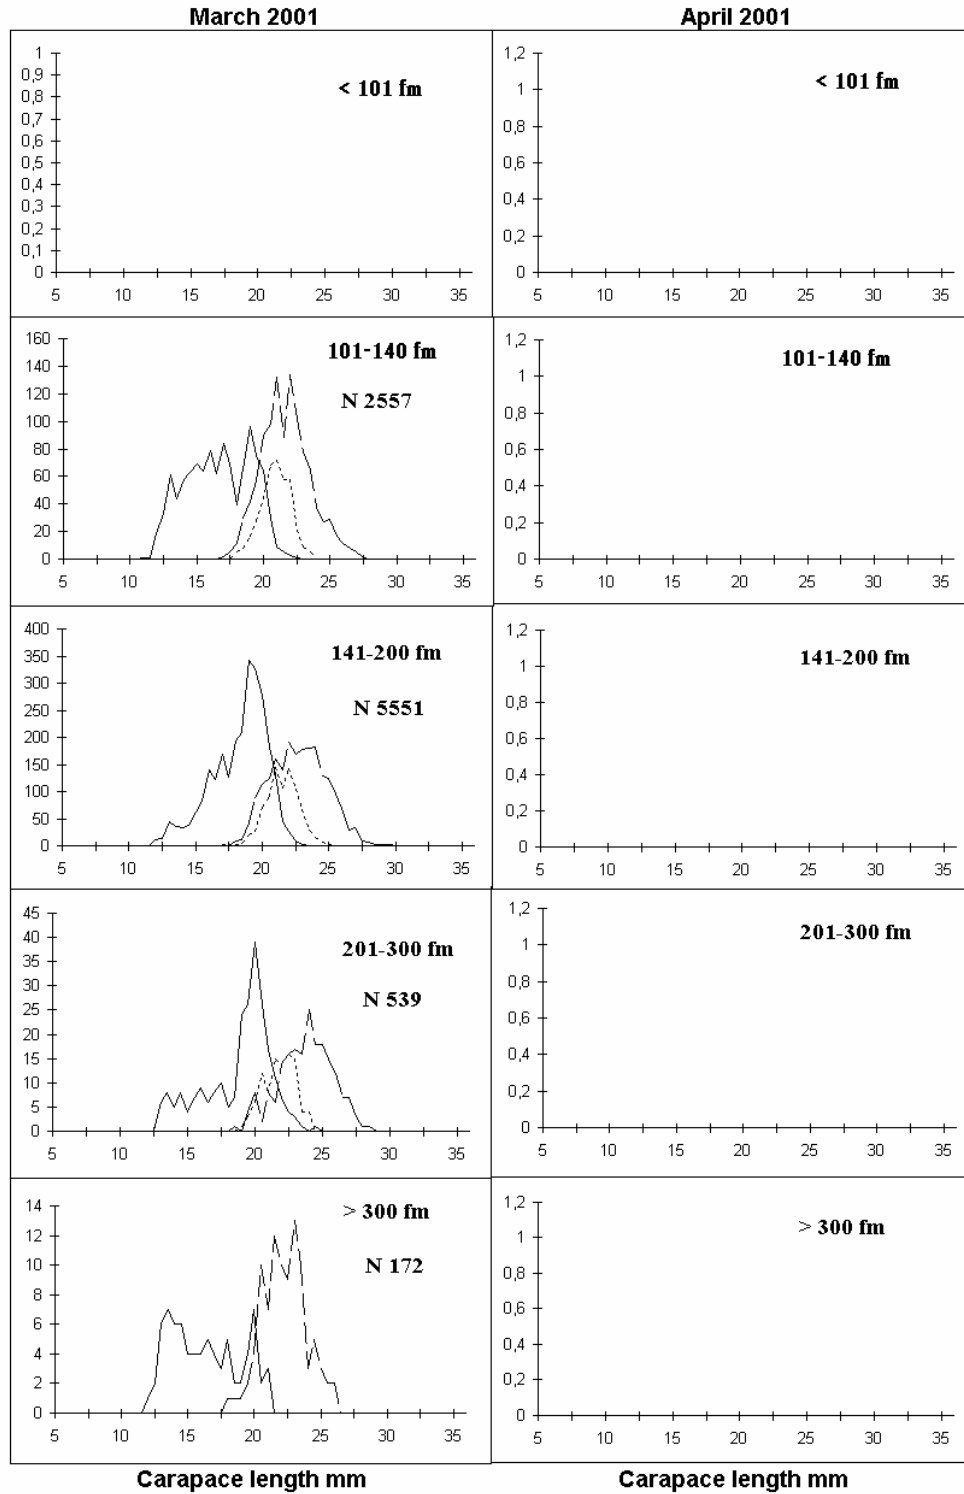 March 2001
April 2001
1
0,9
0,8
0,7
0,6
0,5
0,4
0,3
0,2
0,1
0
< 101 fm
5 10 15 20 25 30 35
1,2
1
0,8
0,6
0,4
0,2
0
< 101 fm
5 10 15 20 25 30 35
160
140
120
100
80
60
40
20
0
101-140 fm
N 2557
5 10 15 20 25 30 35
1,2
1
0,8
0,6
0,4
0,2
0
101-140 fm
5 10 15 20 25 30 35
400
350
300
250
200
150
100
50
0
141-200 fm
N 5551
5 10 15 20 25 30 35
1,2
1
0,8
0,6
0,4
0,2
0
141-200 fm
5 10 15 20 25 30 35
45
40
35
30
25
20
15
10
5
0
201-300 fm
N 539
5 10 15 20 25 30 35
1,2
1
0,8
0,6
0,4
0,2
0
201-300 fm
5 10 15 20 25 30 35
14
12
10
8
6
4
2
0
> 300 fm
N 172
5 10 15 20 25 30 35
1,2
1
0,8
0,6
0,4
0,2
0
> 300 fm
5 10 15 20 25 30 35
Carapace length mm
Carapace length mm